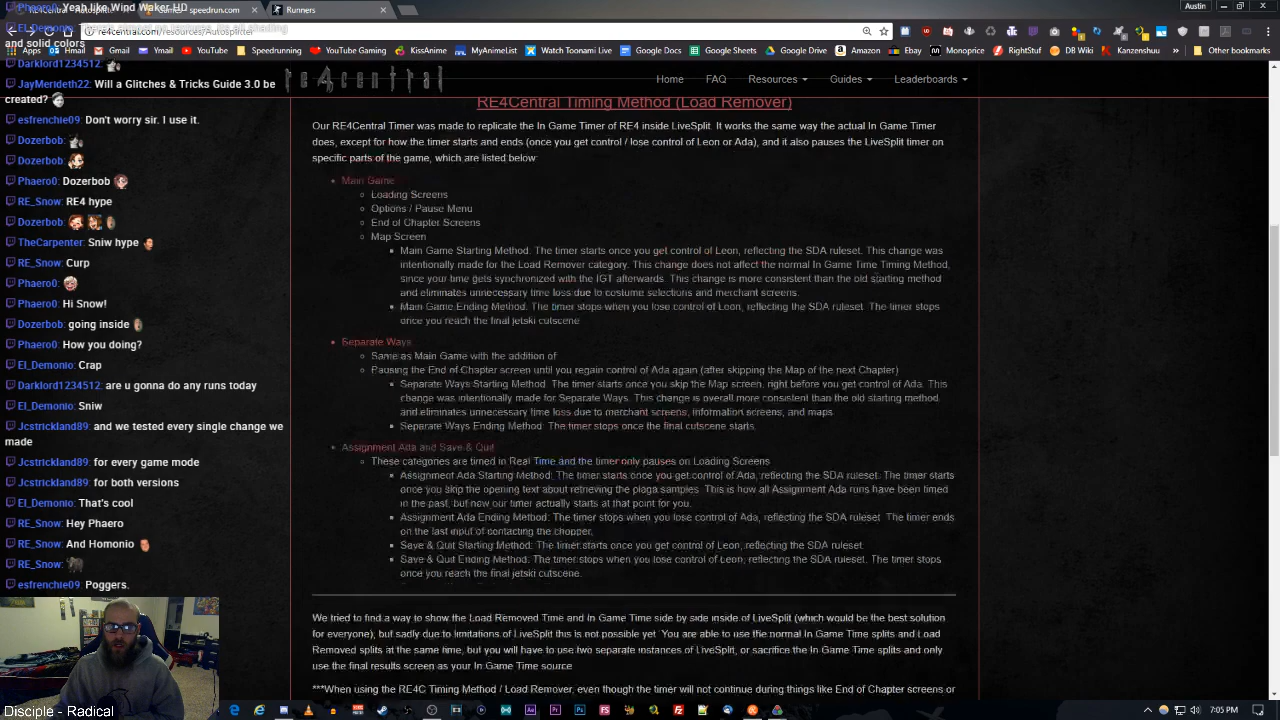 Phaero0: Yeah like Wind Waker HD
El_Demonio:
and solid colors
Darklord1234512:
JayMerideth22: Will a Glitches & Tricks Guide 3.0 be
created?
esfrenchie09: Don't worry sir. I use it.
Dozerbob:
Dozerbob:
Phaero0: Dozerbob
RE_Snow: RE4 hype
Dozerbob:
TheCarpenter: Sniw hype
RE_Snow: Curp
Phaero0:
Phaero0: Hi Snow!
Dozerbob: going inside
Phaero0: How you doing?
El_Demonio: Crap
Darklord1234512: are u gonna do any runs today
El_Demonio: Sniw
Jcstrickland89: and we tested every single change we
made
Jcstrickland89: for every game mode
Jcstrickland89: for both versions
El_Demonio: That's cool
RE_Snow: Hey Phaero
RE_Snow: And Homonio
RE_Snow:
esfrenchie09: Poggers.
Disciple - Radical
speedrun.com
Runners
Austin
re4central.com/resources/Autosplitter
Gmail
Yahoo
YouTube
Speedrunning
YouTube Gaming
KissAnime
MyAnimeList
Watch Toonami Live
Google Docs
Google Sheets
Google Drive
Amazon
Ebay
Monoprice
RightStuf
DB Wiki
Kanzenshuu
Other bookmarks
re4central
Home
FAQ
Resources
Guides
Leaderboards
RE4Central Timing Method (Load Remover)
Our RE4Central Timer was made to replicate the In Game Timer of RE4 inside LiveSplit. It works the same way the actual In Game Timer
does, except for how the timer starts and ends (once you get control / lose control of Leon or Ada), and it also pauses the LiveSplit timer on
specific parts of the game, which are listed below:
Main Game
Loading Screens
Options / Pause Menu
End of Chapter Screens
Map Screen
Main Game Starting Method: The timer starts once you get control of Leon, reflecting the SDA ruleset. This change was
intentionally made for the Load Remover category. This change does not affect the normal In Game Time Timing Method,
since your time gets synchronized with the IGT afterwards. This change is more consistent than the old starting method
and eliminates unnecessary time loss due to costume selections and merchant screens.
Main Game Ending Method: The timer stops when you lose control of Leon, reflecting the SDA ruleset. The timer stops
once you reach the final jetski cutscene
Separate Ways
Same as Main Game with the addition of
Pausing the End of Chapter screen until you regain control of Ada again (after skipping the Map of the next Chapter)
Separate Ways Starting Method: The timer starts once you skip the Map screen, right before you get control of Ada. This
change was intentionally made for Separate Ways. This change is overall more consistent than the old starting method
and eliminates unnecessary time loss due to merchant screens, information screens, and maps.
Separate Ways Ending Method: The timer stops once the final cutscene starts.
Assignment Ada and Save & Quit
These categories are timed in Real Time and the timer only pauses on Loading Screens
Assignment Ada Starting Method: The timer starts once you get control of Ada, reflecting the SDA ruleset. The timer starts
once you skip the opening text about retrieving the plaga samples. This is how all Assignment Ada runs have been timed
in the past, but now our timer actually starts at that point for you.
Assignment Ada Ending Method: The timer stops when you lose control of Ada, reflecting the SDA ruleset. The timer ends
on the last input of contacting the chopper.
Save & Quit Starting Method: The timer starts once you get control of Leon, reflecting the SDA ruleset.
Save & Quit Ending Method: The timer stops when you lose control of Leon, reflecting the SDA ruleset. The timer stops
once you reach the final jetski cutscene.
We tried to find a way to show the Load Removed Time and In Game Time side by side inside of LiveSplit (which would be the best solution
for everyone), but sadly due to limitations of LiveSplit this is not possible yet. You are able to use the normal In Game Time splits and Load
Removed splits at the same time, but you will have to use two separate instances of LiveSplit, or sacrifice the In Game Time splits and only
use the final results screen as your In Game Time source
***When using the RE4C Timing Method / Load Remover, even though the timer will not continue during things like End of Chapter screens or
7:05 PM